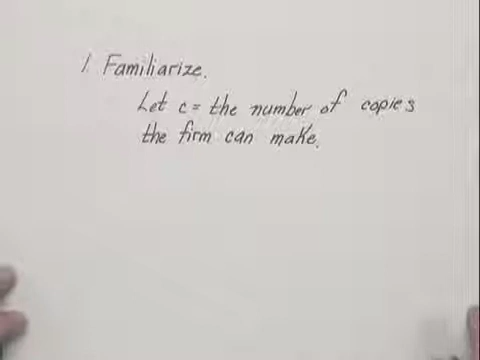 1. Familiarize.
Let c = the number of copies
the firm can make.